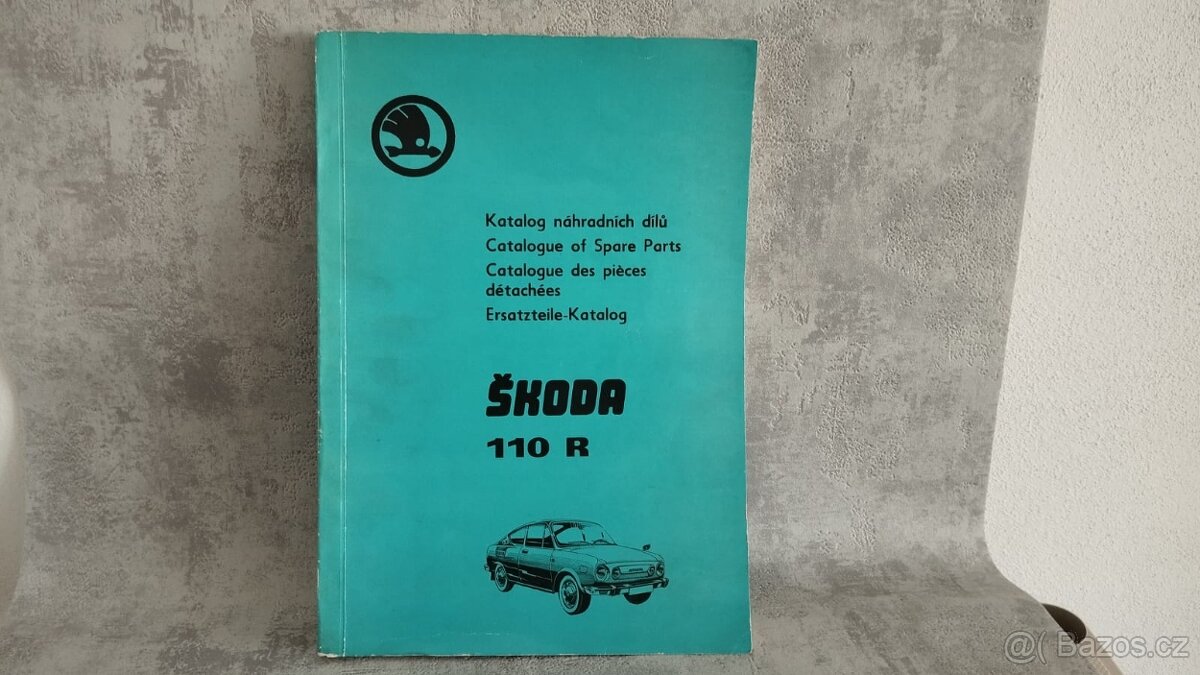 Katalog náhradních dílů
Catalogue of Spare Parts
Catalogue des pièces
détachées
Ersatzteile-Katalog
ŠKODA
110 R
Bazos.cz